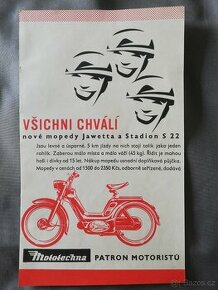 VŠICHNI CHVÁLÍ
nové mopedy Jawetta a Stadion S 22
Jsou levné a úsporné. 5 km jízdy na nich stojí tolik jako jeden
rohlík. Zaberou málo místa a málo váží (45 kg). Řídit je mohou
hoši i dívky od 15 let. Nákup mopedu usnadní doplňková půjčka.
Mopedy v cenách od 1500 do 2350 Kčs, odborně seřízené, dodává
Mototechna PATRON MOTORISTŮ